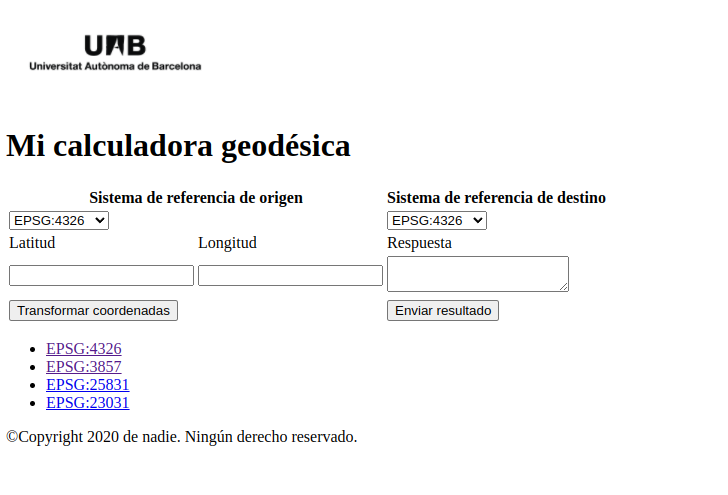 UAB
Universitat Autònoma de Barcelona
Mi calculadora geodésica
Sistema de referencia de origen Sistema de referencia de destino
EPSG:4326 EPSG:4326
Latitud Longitud Respuesta
Transformar coordenadas Enviar resultado
EPSG:4326
EPSG:3857
EPSG:25831
EPSG:23031
©Copyright 2020 de nadie. Ningún derecho reservado.